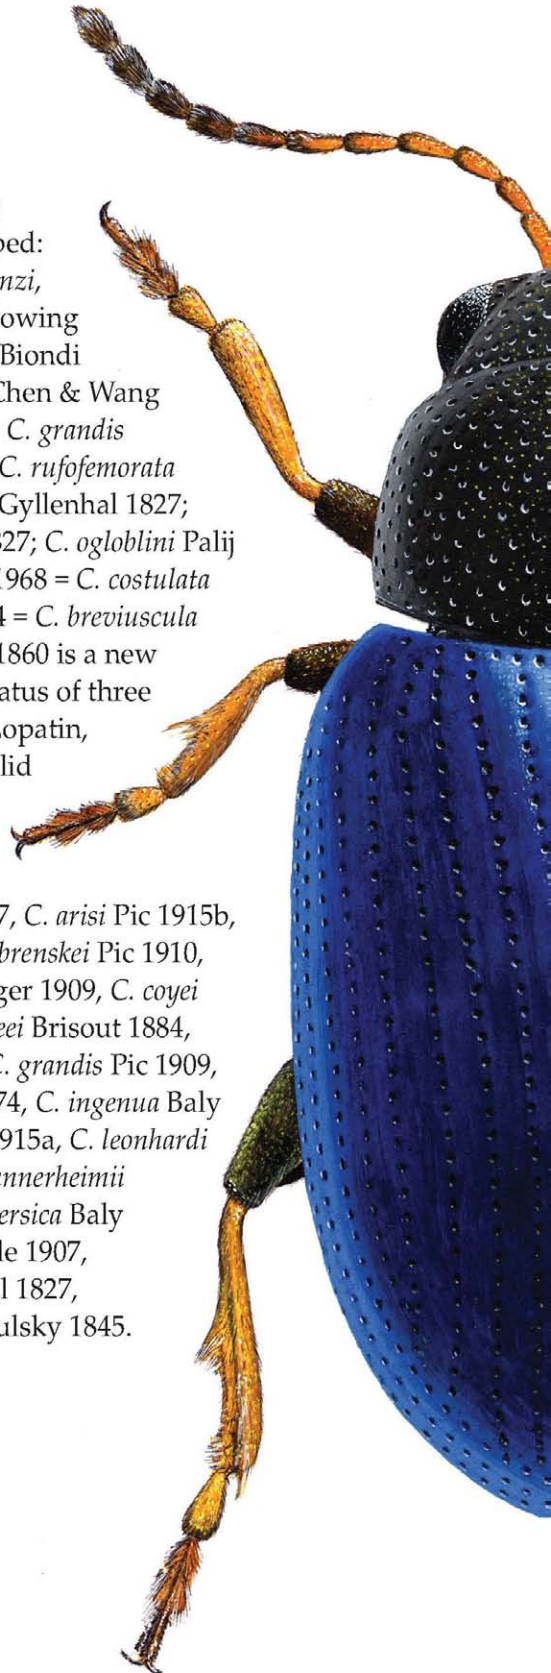 bed:
nzi,
owing
Biondi
Chen & Wang
C. grandis
C. rufofemorata
Gyllenhal 1827;
827; C. ogloblini Palij
1968 = C. costulata
4 = C. breviuscula
1860 is a new
atus of three
opatin,
lid
7, C. arisi Pic 1915b,
brenskei Pic 1910,
ger 1909, C. coyei
eei Brisout 1884,
C. grandis Pic 1909,
74, C. ingenua Baly
915a, C. leonhardi
nnerheimii
ersica Baly
le 1907,
l 1827,
ulsky 1845.